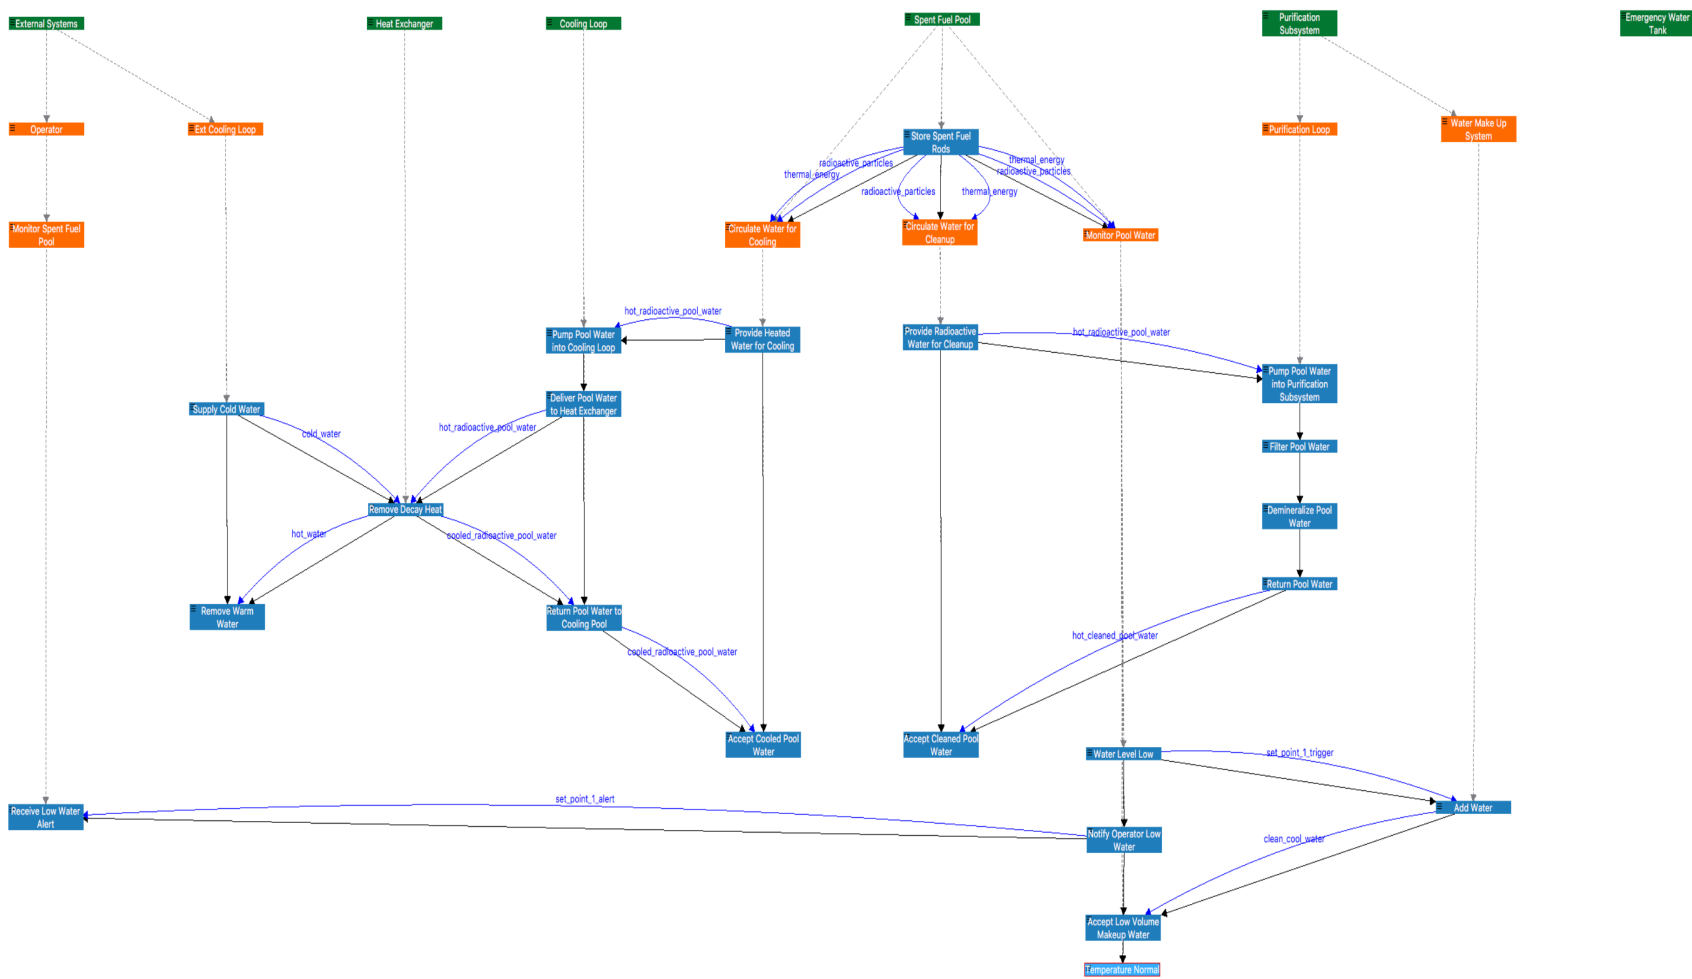 External Systems
Heat Exchanger
Cooling Loop
Spent Fuel Pool
Purification
Subsystem
Emergency Water
Tank
Operator
Ext Cooling Loop
Store Spent Fuel
Rods
Purification Loop
Water Make Up
System
thermal_energy
radioactive_particles
radioactive_particles
thermal_energy
thermal_energy
radioactive_particles
Monitor Spent Fuel
Pool
Circulate Water for
Cooling
Circulate Water for
Cleanup
Monitor Pool Water
hot_radioactive_pool_water
Pump Pool Water
into Cooling Loop
Provide Heated
Water for Cooling
Provide Radioactive
Water for Cleanup
hot_radioactive_pool_water
Pump Pool Water
into Purification
Subsystem
Supply Cold Water
Deliver Pool Water
to Heat Exchanger
cold_water
hot_radioactive_pool_water
Filter Pool Water
Remove Decay Heat
Demineralize Pool
Water
hot_water
cooled_radioactive_pool_water
Return Pool Water
Remove Warm
Water
Return Pool Water to
Cooling Pool
hot_cleaned_pool_water
cooled_radioactive_pool_water
Accept Cooled Pool
Water
Accept Cleaned Pool
Water
Water Level Low
set_point_1_trigger
set_point_1_alert
Receive Low Water
Alert
Add Water
Notify Operator Low
Water
clean_cool_water
Accept Low Volume
Makeup Water
Temperature Normal